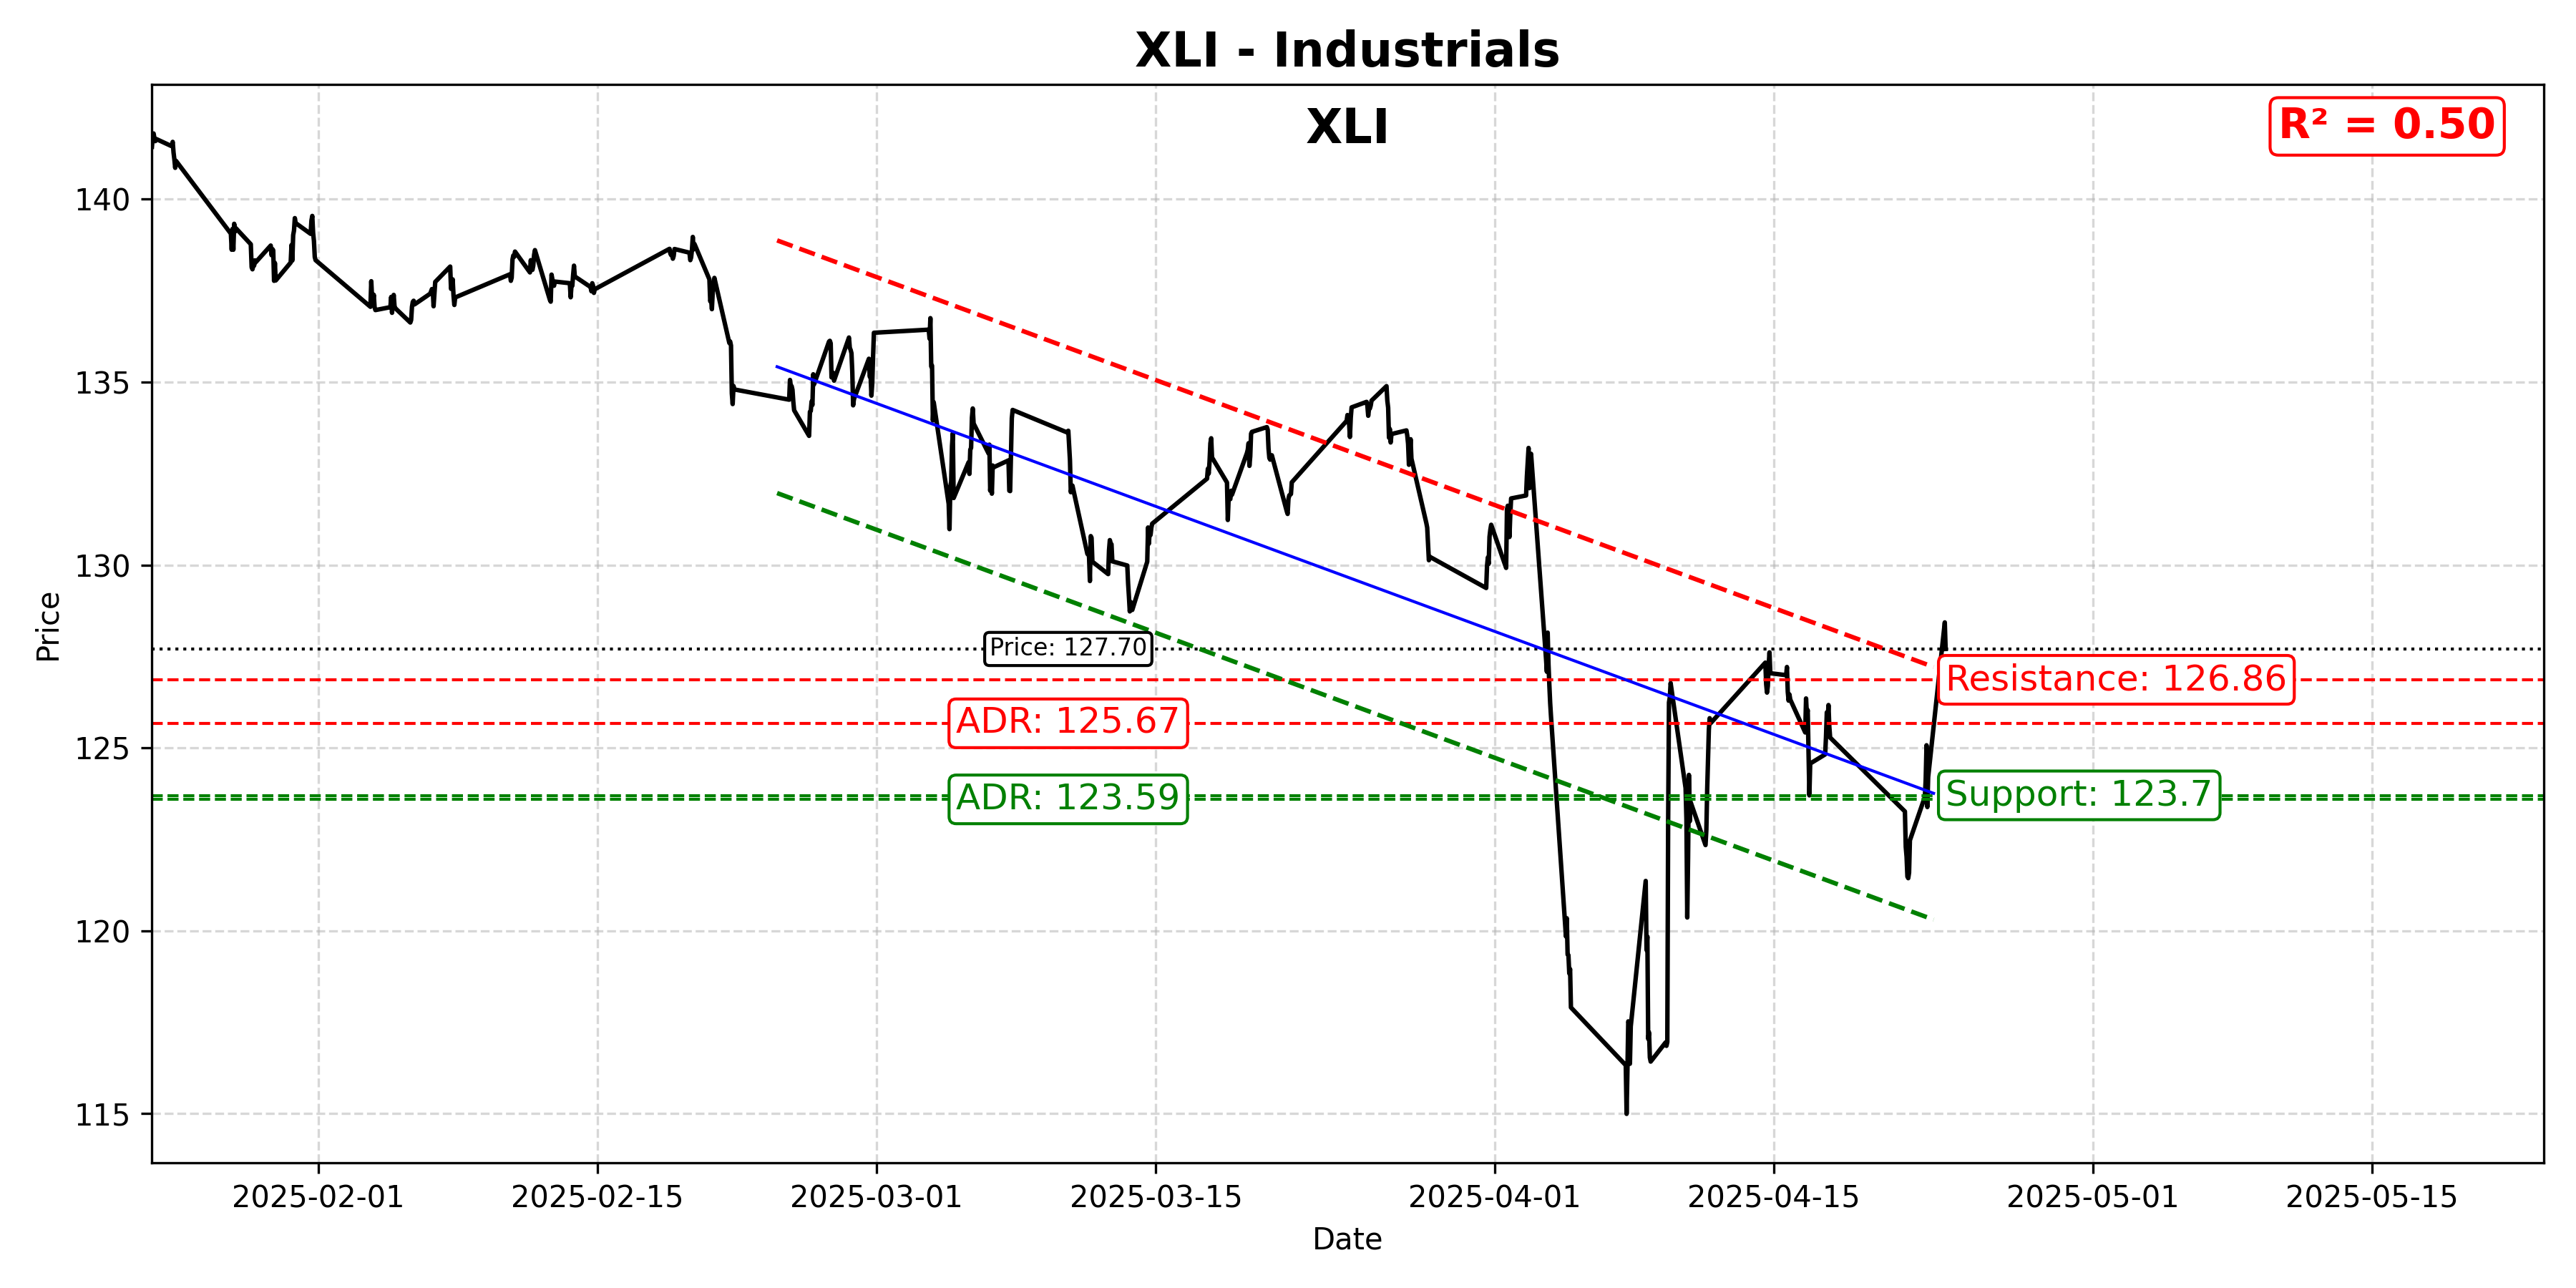 XLI - Industrials
XLI
R² = 0.50
140
135
130
125
120
115
Price
Price: 127.70
Resistance: 126.86
ADR: 125.67
ADR: 123.59
Support: 123.7
2025-02-01
2025-02-15
2025-03-01
2025-03-15
2025-04-01
2025-04-15
2025-05-01
2025-05-15
Date